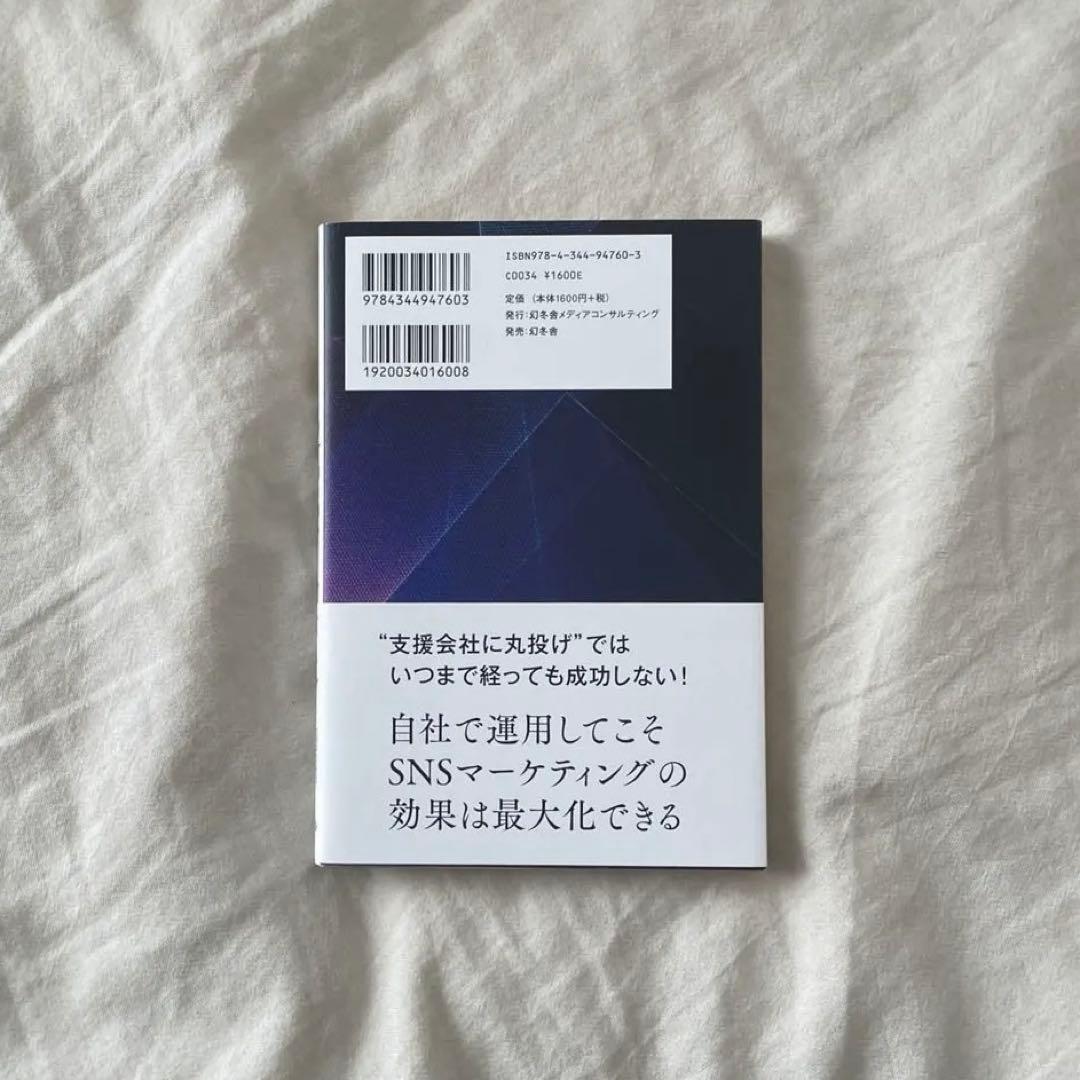 ISBN978-4-344-94760-3
C0034 ¥1600E
9784344947603
定価 (本体1600円+税)
発行:幻冬舎メディアコンサルティング
発売:幻冬舎
1920034016008
“支援会社に丸投げ”では
いつまで経っても成功しない!
自社で運用してこそ
SNSマーケティングの
効果は最大化できる